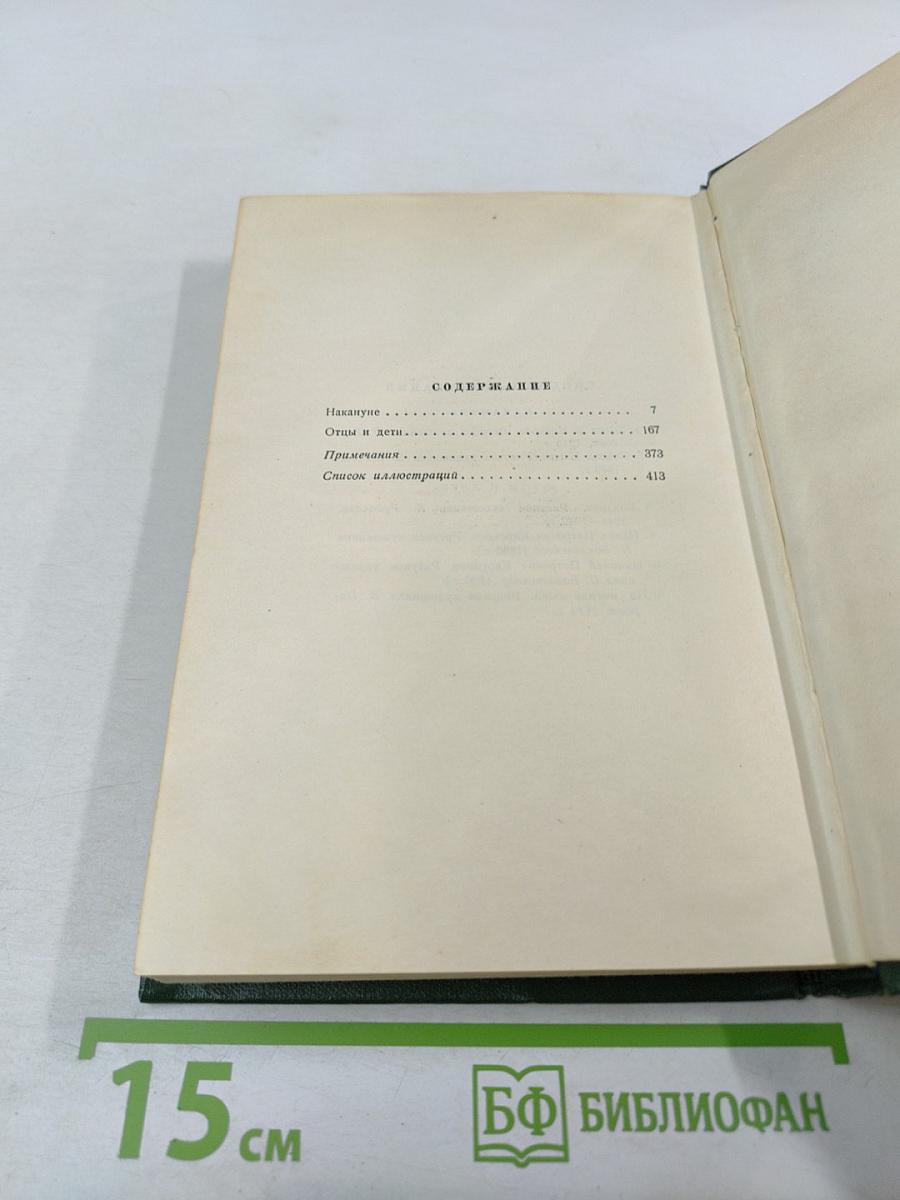 СОДЕРЖАНИЕ
Накануне . . . . . . . . . . . . . . . . . . . . . . . . . . . 7
Отцы и дети . . . . . . . . . . . . . . . . . . . . . . . . . 167
Примечания . . . . . . . . . . . . . . . . . . . . . . . . 373
Список иллюстраций . . . . . . . . . . . . . . . . . . 413
15 см
БФ БИБЛИОФАН